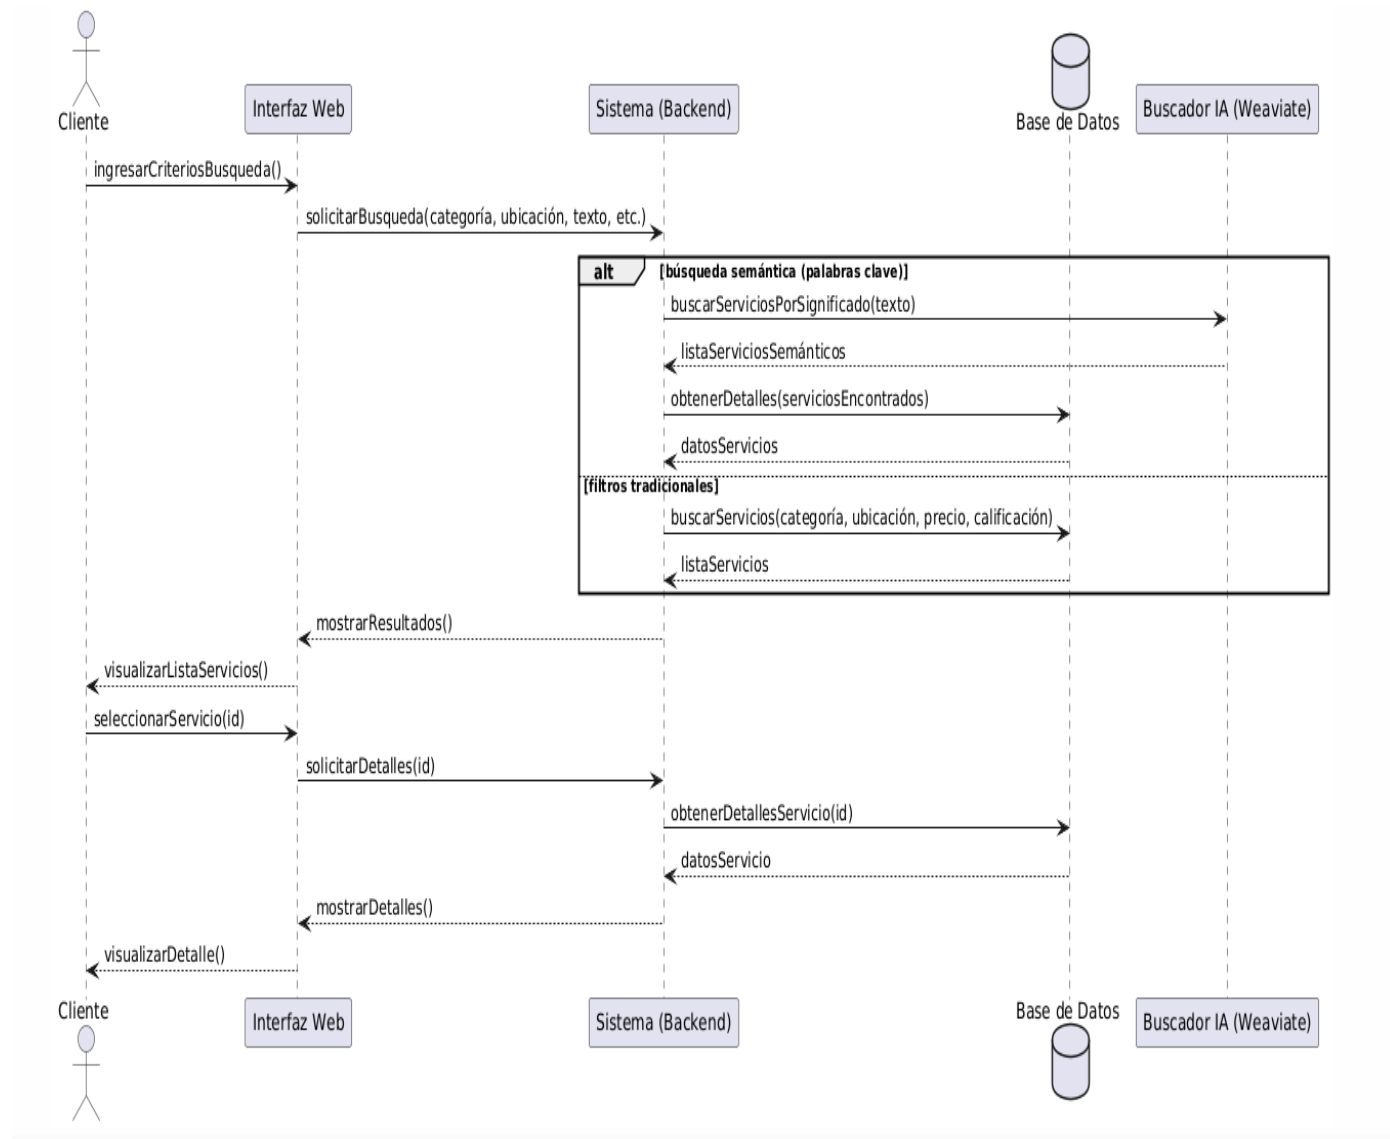 Cliente
Interfaz Web
Sistema (Backend)
Base de Datos
Buscador IA (Weaviate)
ingresarCriteriosBusqueda()
solicitarBusqueda(categoría, ubicación, texto, etc.)
alt
[búsqueda semántica (palabras clave)]
buscarServiciosPorSignificado(texto)
listaServiciosSemánticos
obtenerDetalles(serviciosEncontrados)
datosServicios
[filtros tradicionales]
buscarServicios(categoría, ubicación, precio, calificación)
listaServicios
mostrarResultados()
visualizarListaServicios()
seleccionarServicio(id)
solicitarDetalles(id)
obtenerDetallesServicio(id)
datosServicio
mostrarDetalles()
visualizarDetalle()
Cliente
Interfaz Web
Sistema (Backend)
Base de Datos
Buscador IA (Weaviate)